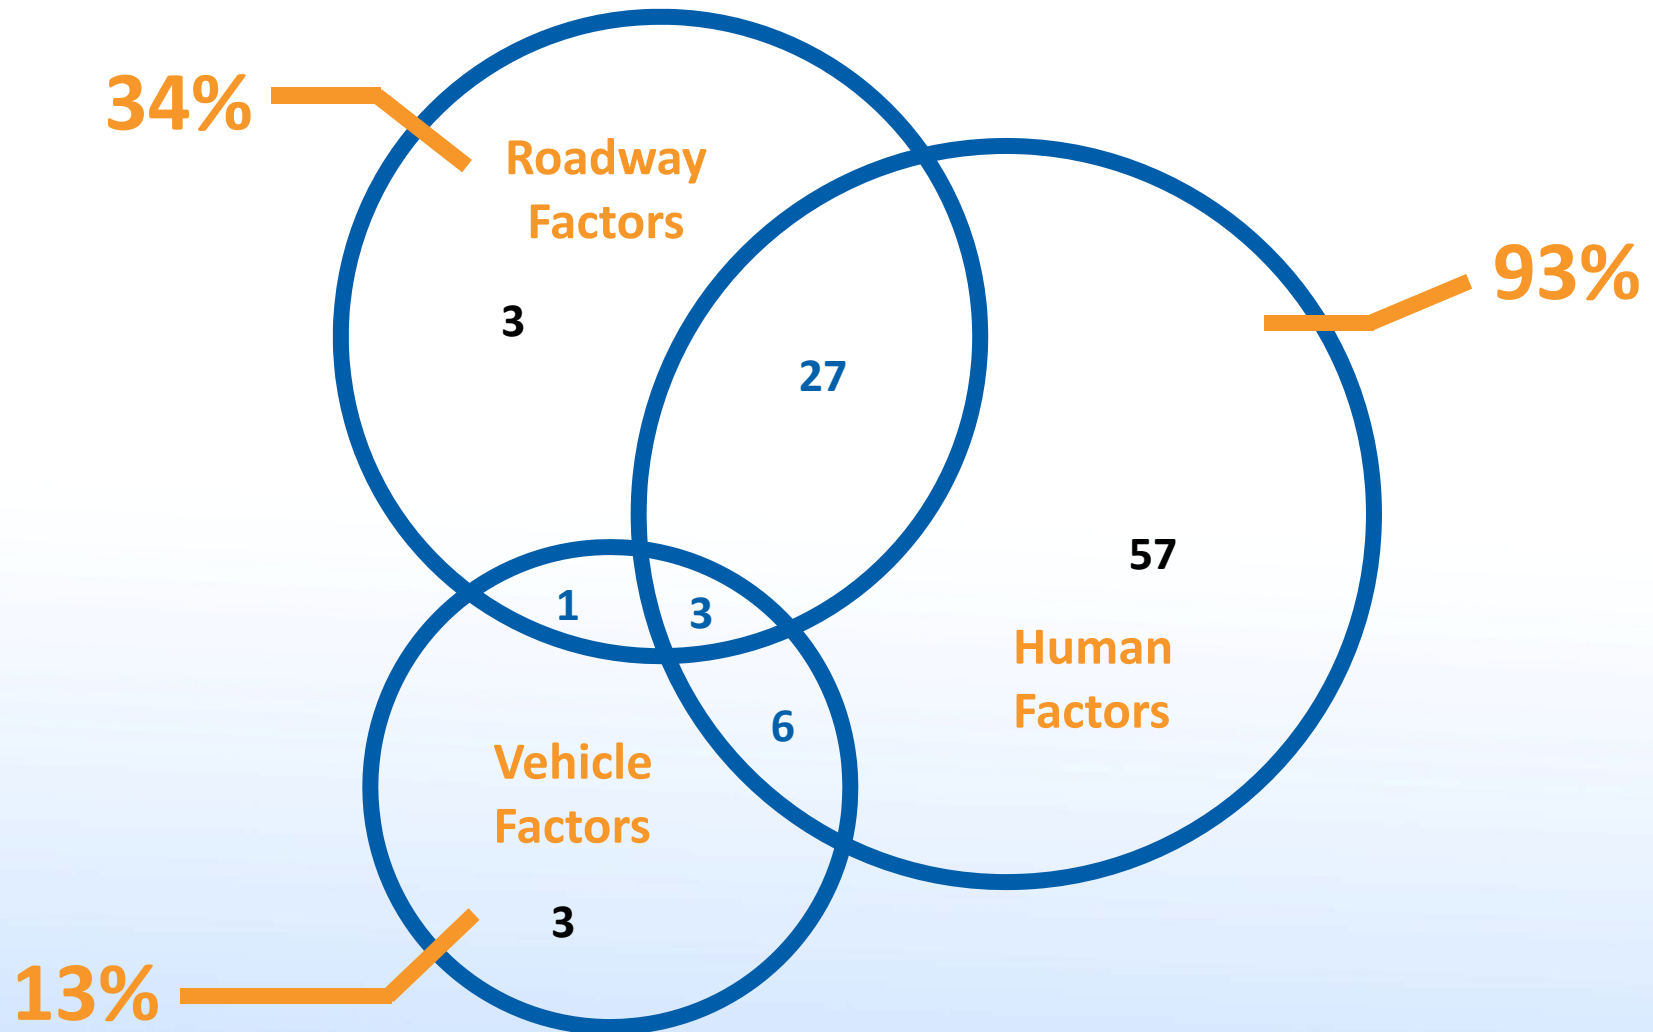 34%
Roadway
Factors
93%
3
27
57
1
3
Human
Factors
6
Vehicle
Factors
3
13%